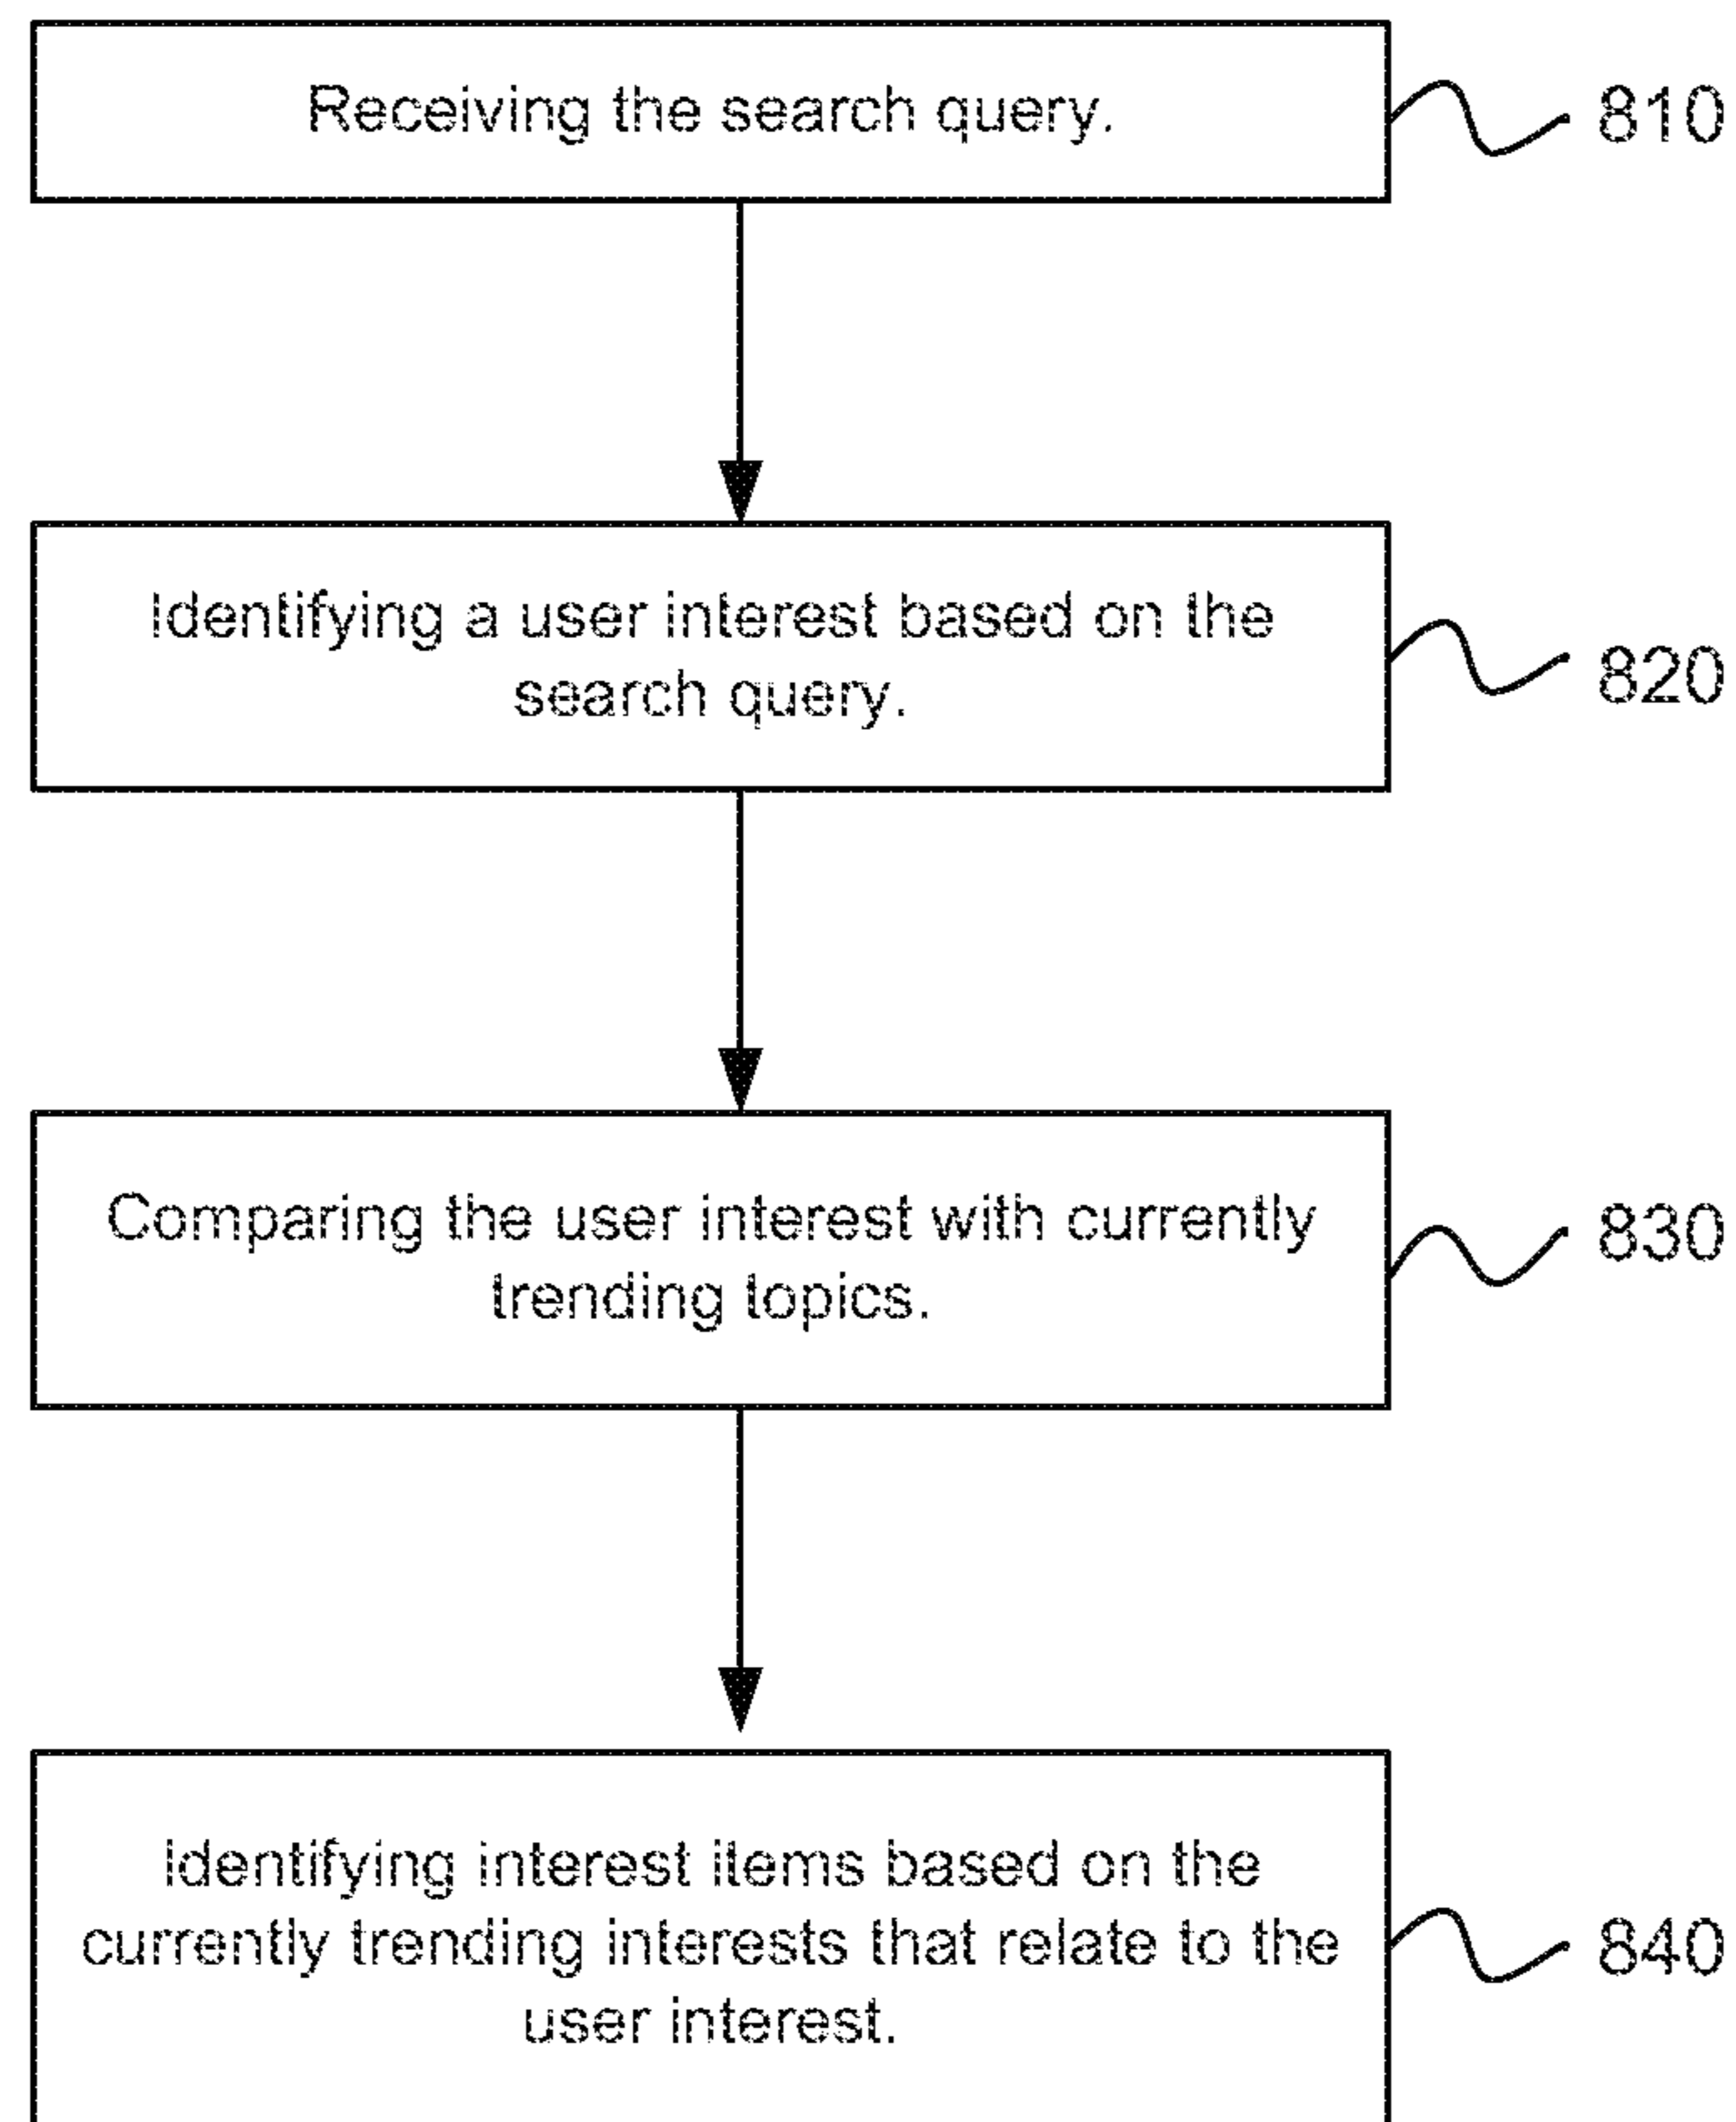 Receiving the search query.
810
Identifying a user interest based on the
search query.
820
Comparing the user interest with currently
trending topics.
830
Identifying interest items based on the
currently trending interests that relate to the
user interest.
840